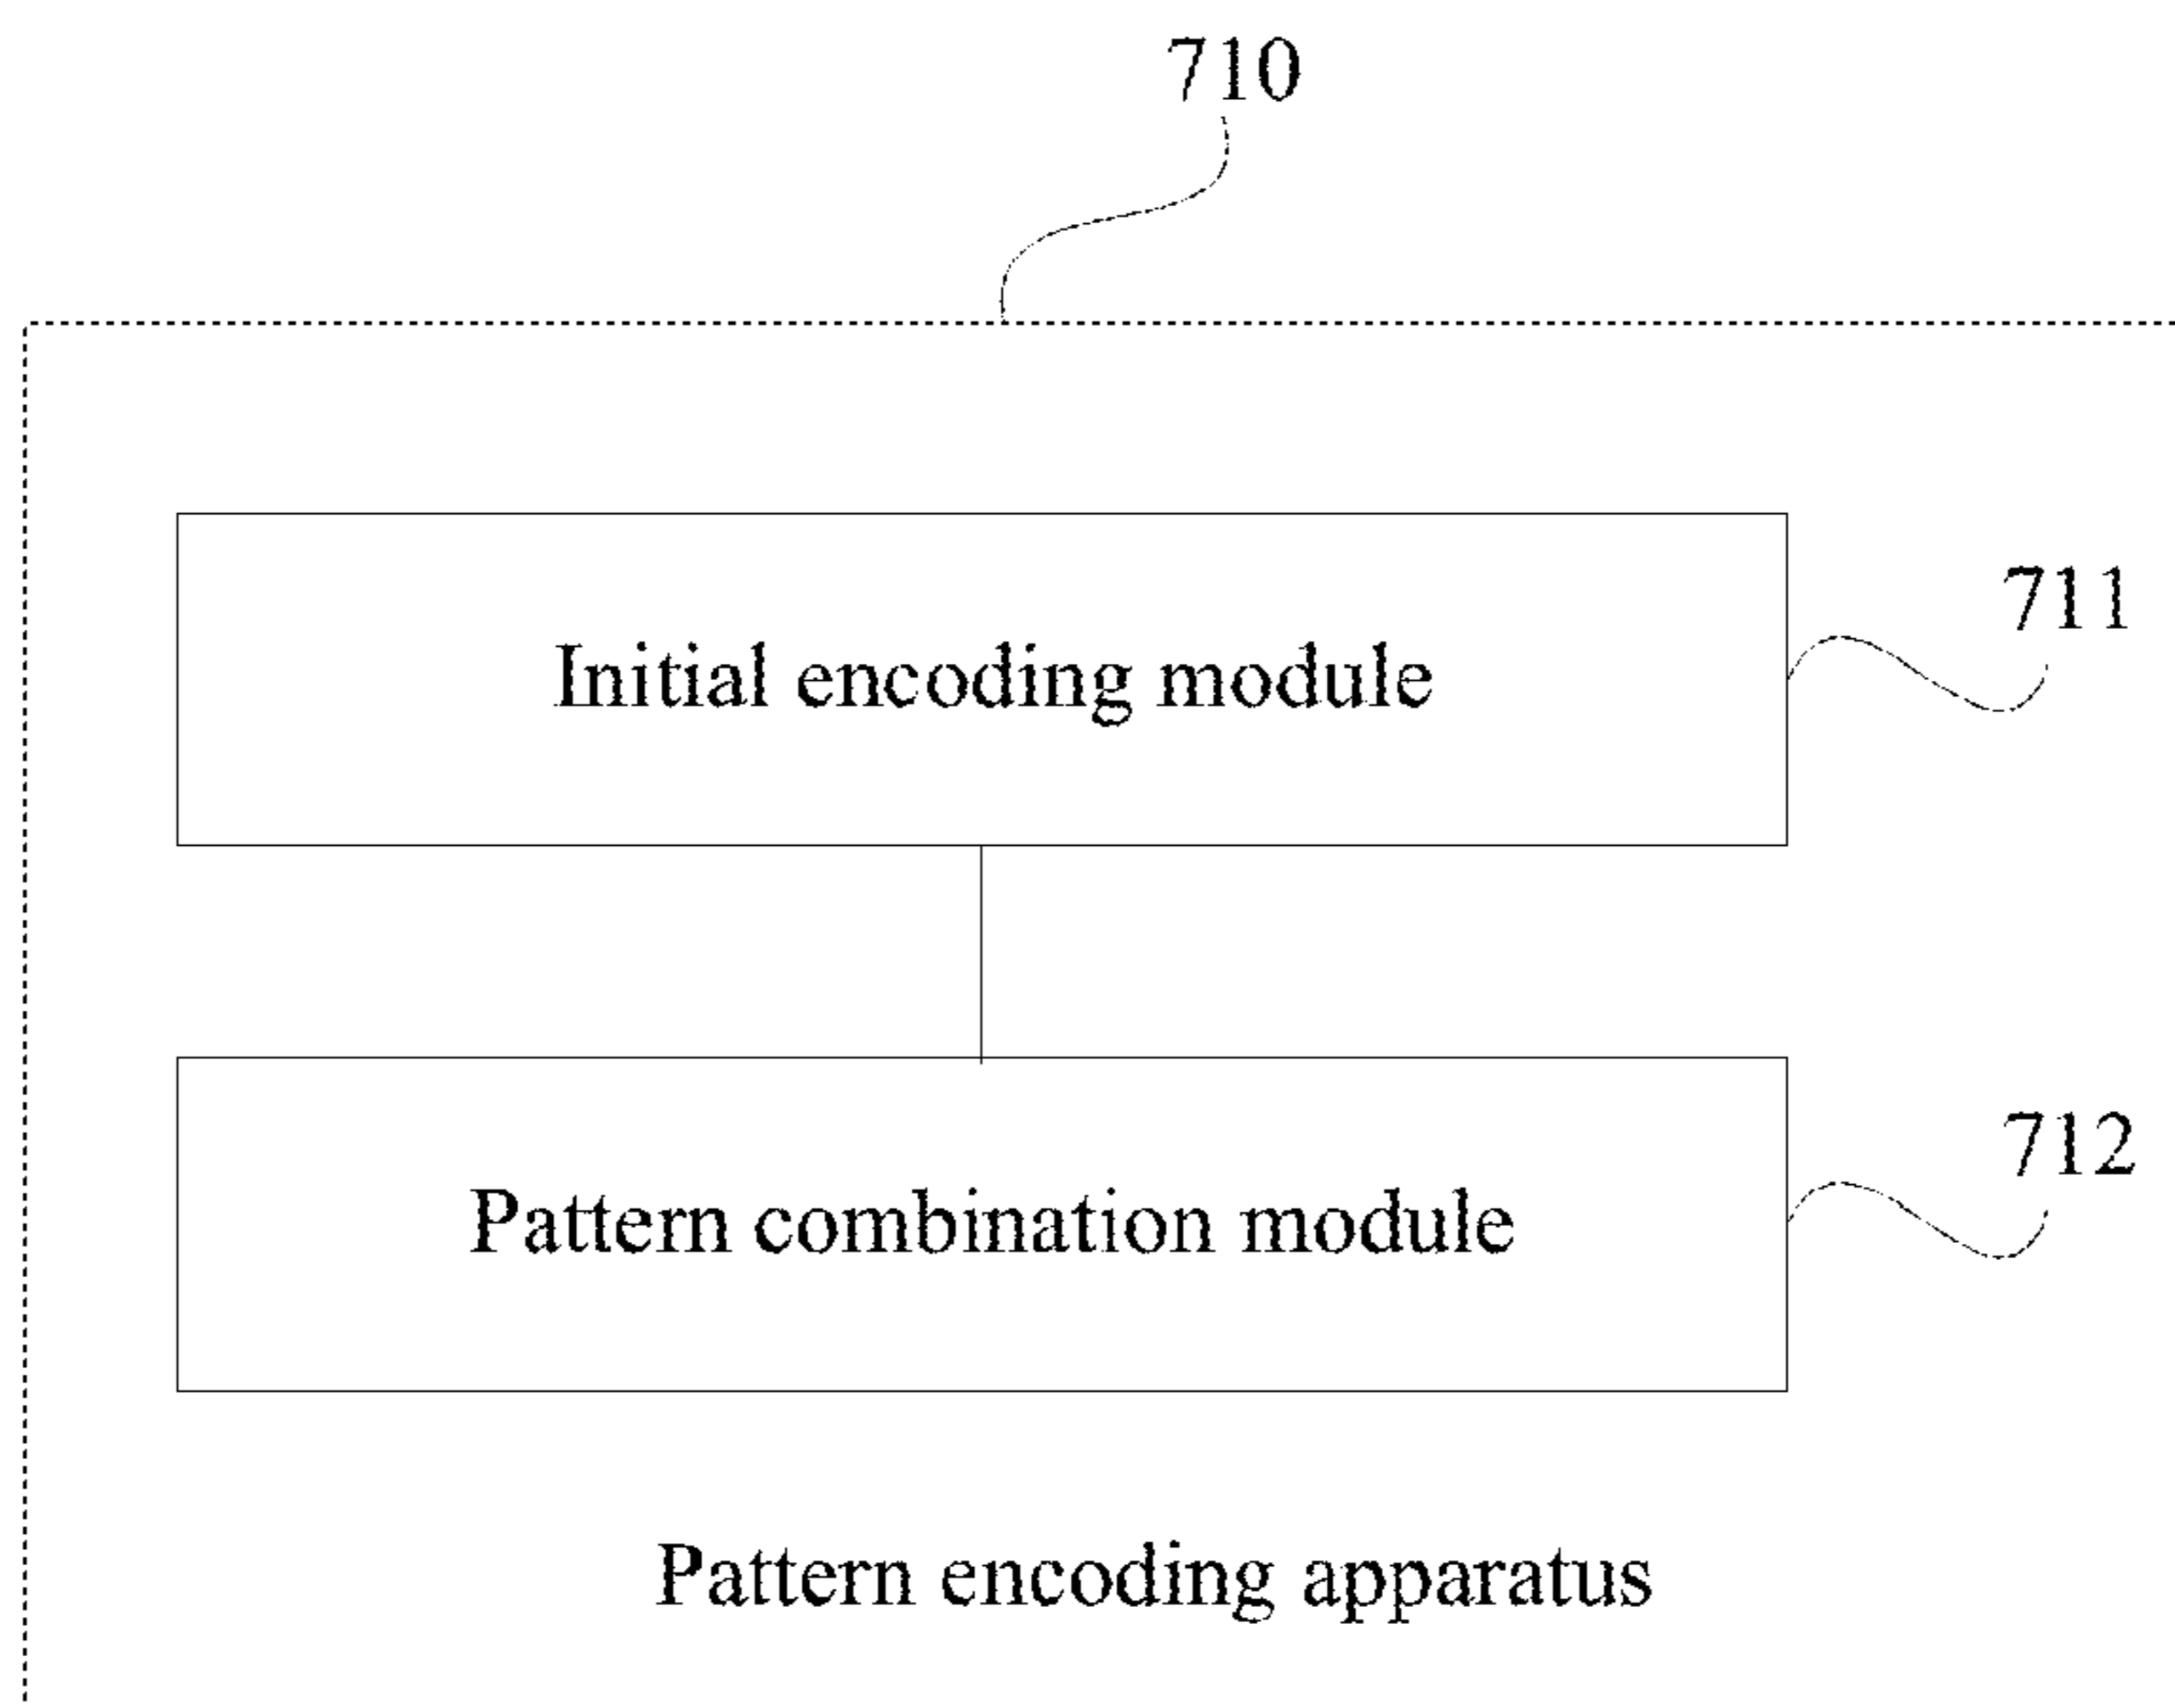 710
711
Initial encoding module
712
Pattern combination module
Pattern encoding apparatus